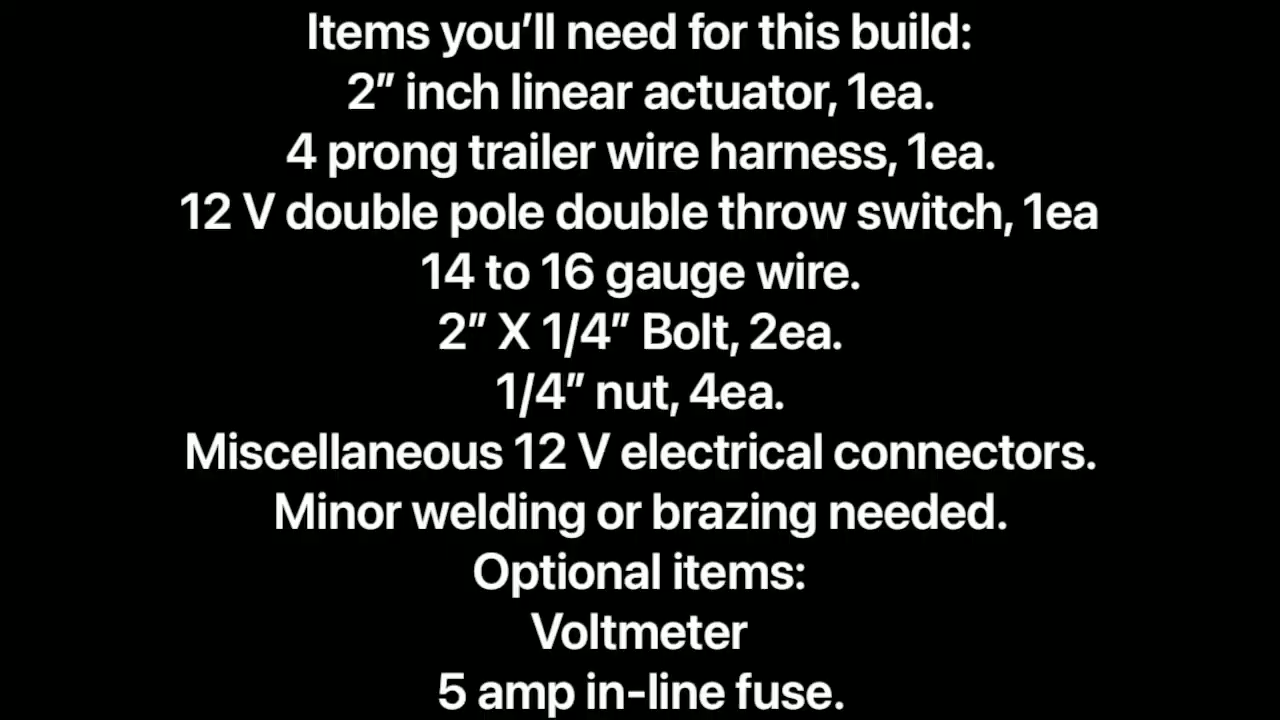 Items you’ll need for this build:
2” inch linear actuator, 1ea.
4 prong trailer wire harness, 1ea.
12 V double pole double throw switch, 1ea
14 to 16 gauge wire.
2” X 1/4” Bolt, 2ea.
1/4” nut, 4ea.
Miscellaneous 12 V electrical connectors.
Minor welding or brazing needed.
Optional items:
Voltmeter
5 amp in-line fuse.